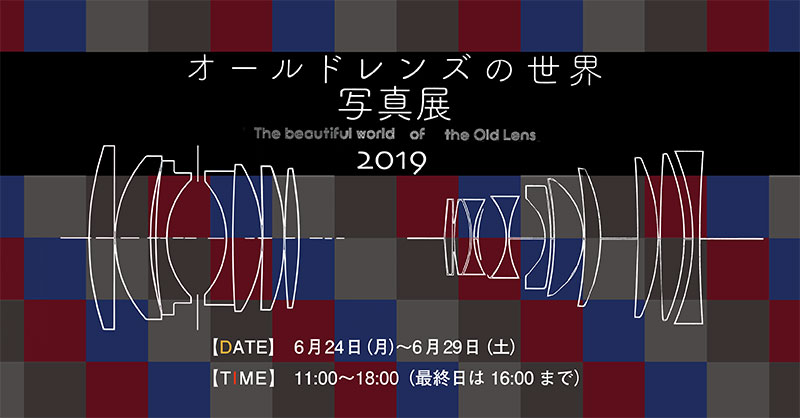 オールドレンズの世界
写真展
The beautiful world of the Old Lens
2019
【DATE】 6月24日（月）～6月29日（土）
【TIME】 11:00～18:00（最終日は 16:00 まで）